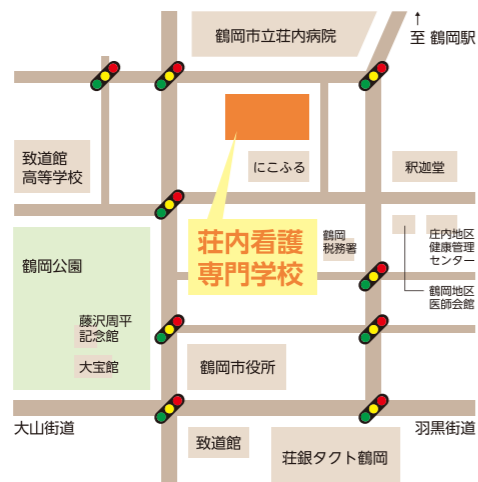 鶴岡市立荘内病院
↑
至 鶴岡駅
致道館
高等学校
にこふる
釈迦堂
荘内看護
専門学校
鶴岡
税務署
庄内地区
健康管理
センター
鶴岡地区
医師会館
鶴岡公園
藤沢周平
記念館
大宝館
鶴岡市役所
大山街道
羽黒街道
致道館
荘銀タクト鶴岡